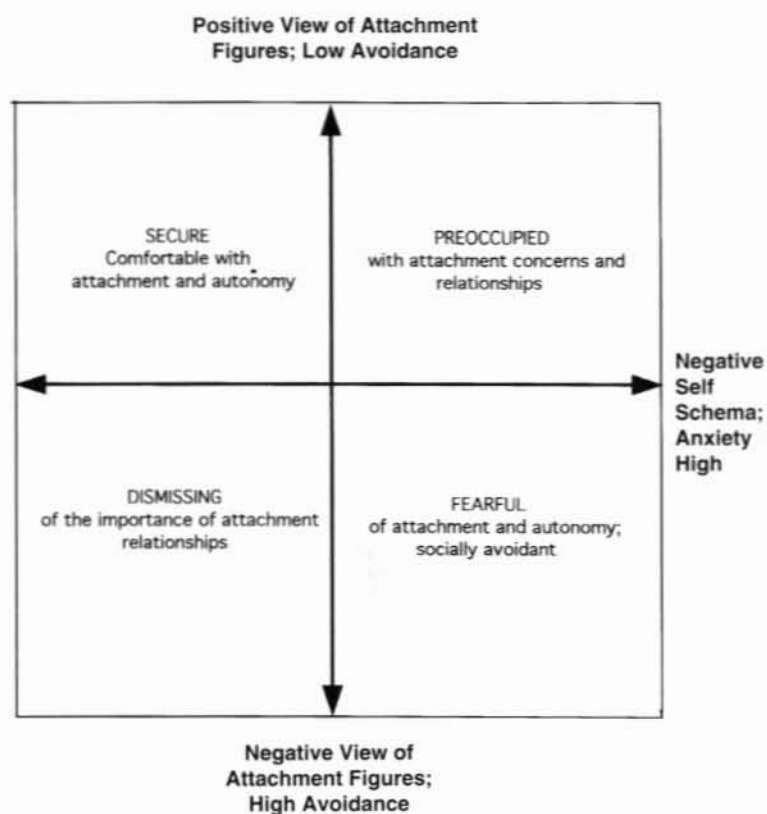 Positive View of Attachment
Figures; Low Avoidance
SECURE
Comfortable with
attachment and autonomy
PREOCCUPIED
with attachment concerns and
relationships
Negative
Self
Schema;
Anxiety
High
DISMISSING
of the importance of attachment
relationships
FEARFUL
of attachment and autonomy;
socially avoidant
Negative View of
Attachment Figures;
High Avoidance